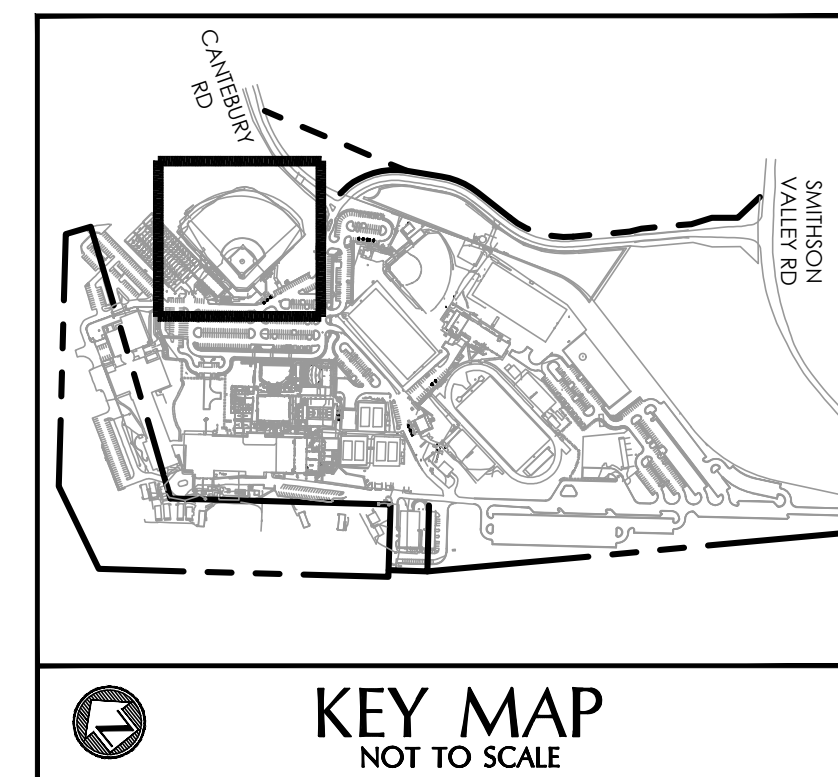 CANTEBURY
RD
SMITHSON
VALLEY RD
KEY MAP
NOT TO SCALE